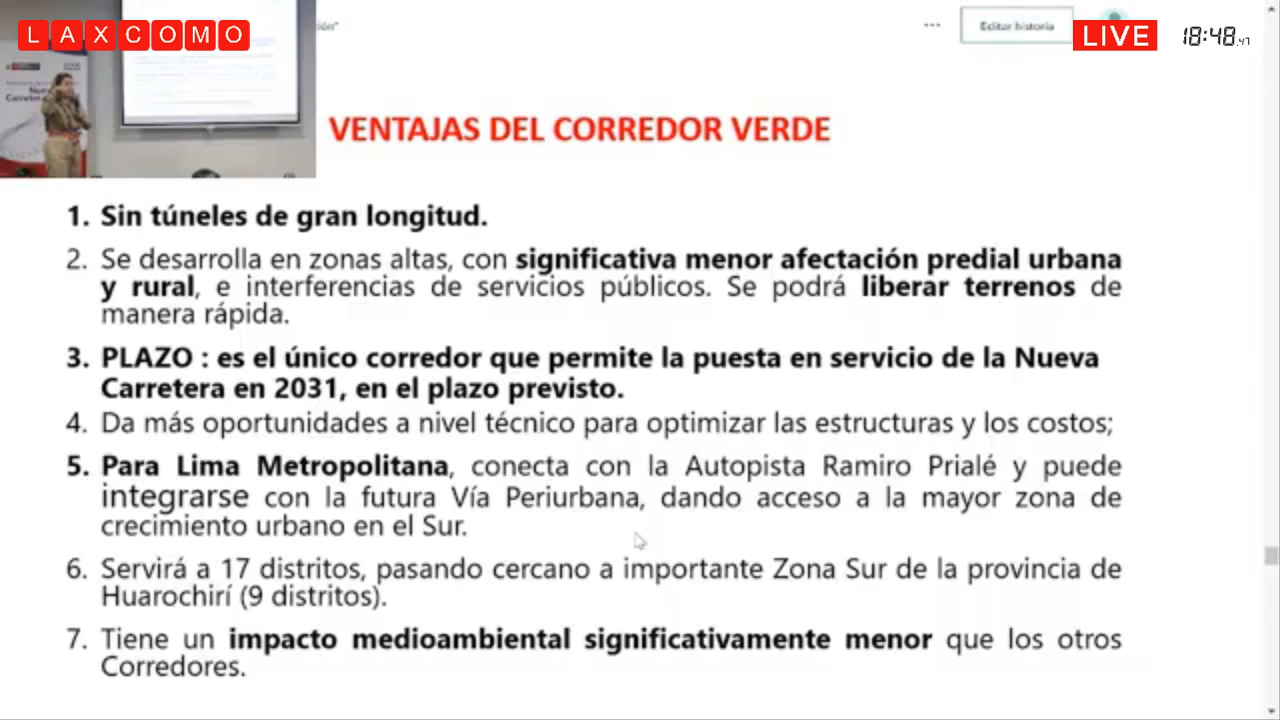 LAXCOMO
ción"
Editar historia
LIVE
18:48.47
Nue
Carretera
VENTAJAS DEL CORREDOR VERDE
1. Sin túneles de gran longitud.
2. Se desarrolla en zonas altas, con significativa menor afectación predial urbana
y rural, e interferencias de servicios públicos. Se podrá liberar terrenos de
manera rápida.
3. PLAZO : es el único corredor que permite la puesta en servicio de la Nueva
Carretera en 2031, en el plazo previsto.
4. Da más oportunidades a nivel técnico para optimizar las estructuras y los costos;
5. Para Lima Metropolitana, conecta con la Autopista Ramiro Prialé y puede
integrarse con la futura Vía Periurbana, dando acceso a la mayor zona de
crecimiento urbano en el Sur.
6. Servirá a 17 distritos, pasando cercano a importante Zona Sur de la provincia de
Huarochirí (9 distritos).
7. Tiene un impacto medioambiental significativamente menor que los otros
Corredores.